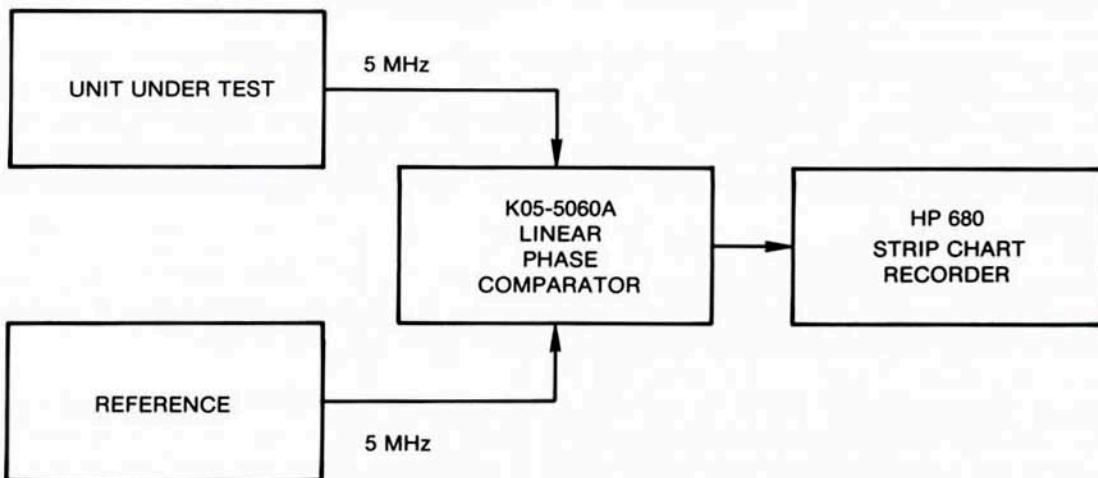 UNIT UNDER TEST
5 MHz
K05-5060A
LINEAR
PHASE
COMPARATOR
HP 680
STRIP CHART
RECORDER
REFERENCE
5 MHz